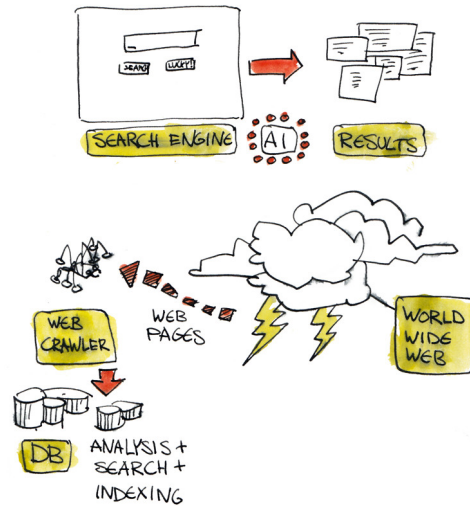 SEARCH LUCKY!
SEARCH ENGINE AI RESULTS
WEB
PAGES
WEB
CRAWLER
WORLD
WIDE
WEB
DB
ANALYSIS +
SEARCH +
INDEXING